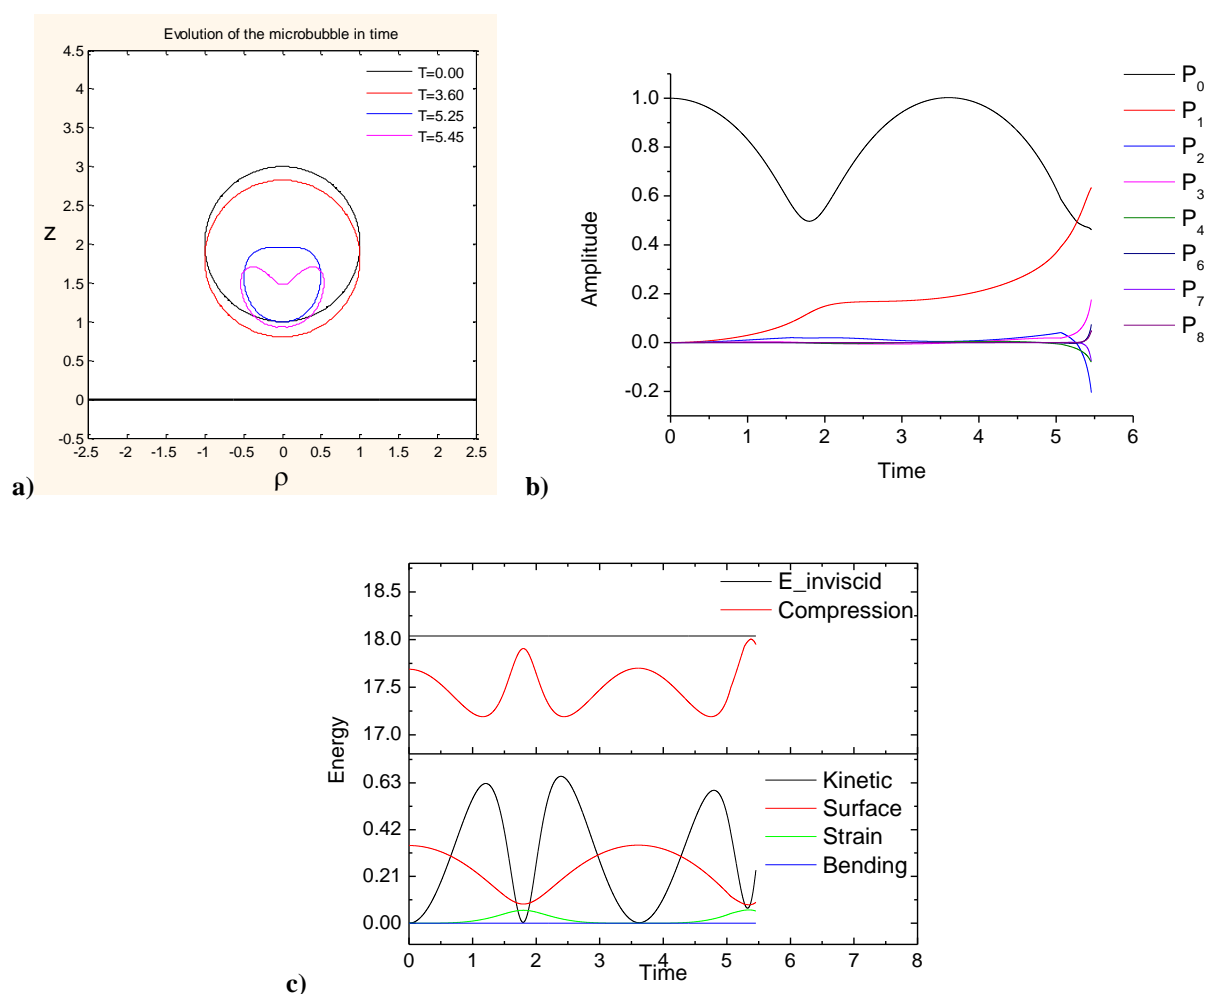 Evolution of the microbubble in time
4.5
4
3.5
3
2.5
2
1.5
1
0.5
0
-0.5
z
T=0.00
T=3.60
T=5.25
T=5.45
-2.5 -2 -1.5 -1 -0.5 0 0.5 1 1.5 2 2.5
ρ
a)
1.0
0.8
0.6
0.4
0.2
0.0
-0.2
Amplitude
P0
P1
P2
P3
P4
P6
P7
P8
0 1 2 3 4 5 6
Time
b)
E_inviscid
Compression
18.5
18.0
17.5
17.0
Energy
Kinetic
Surface
Strain
Bending
0.63
0.42
0.21
0.00
0 1 2 3 4 5 6 7 8
Time
c)